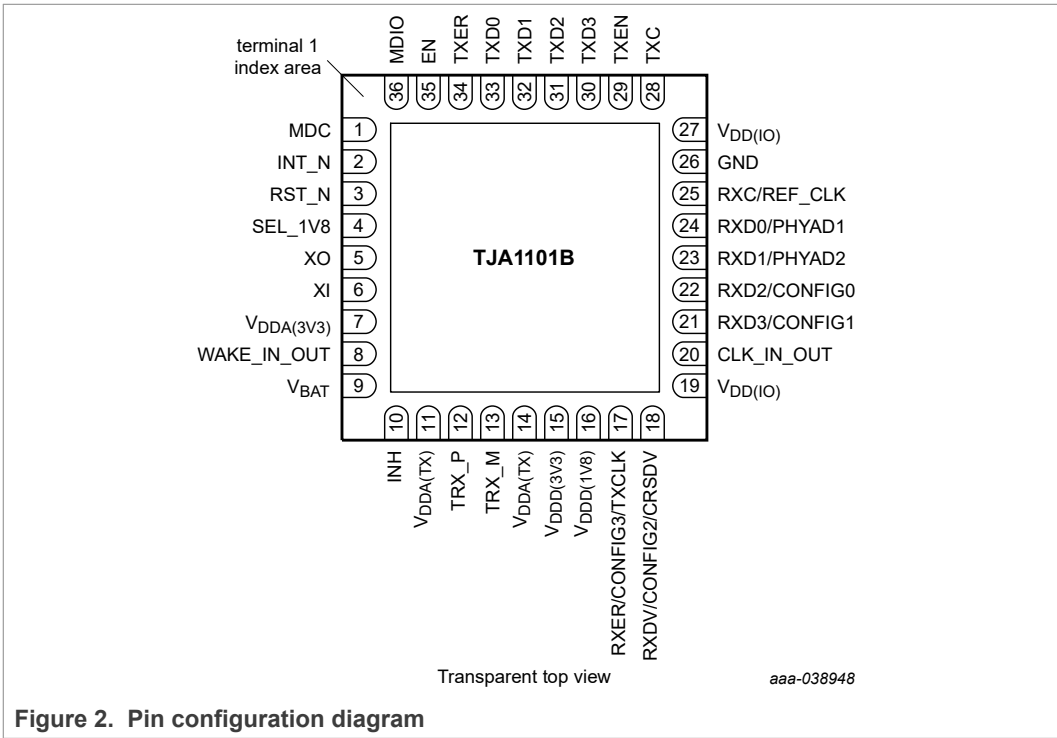 terminal 1
index area
MDIO
EN
TXER
TXD0
TXD1
TXD2
TXD3
TXEN
TXC
36
35
34
33
32
31
30
29
28
MDC 1
INT_N 2
RST_N 3
SEL_1V8 4
XO 5
XI 6
VDDA(3V3) 7
WAKE_IN_OUT 8
VBAT 9
TJA1101B
27 VDD(IO)
26 GND
25 RXC/REF_CLK
24 RXD0/PHYAD1
23 RXD1/PHYAD2
22 RXD2/CONFIG0
21 RXD3/CONFIG1
20 CLK_IN_OUT
19 VDD(IO)
10
11
12
13
14
15
16
17
18
INH
VDDA(TX)
TRX_P
TRX_M
VDDA(TX)
VDDD(3V3)
VDDD(1V8)
RXER/CONFIG3/TXCLK
RXDV/CONFIG2/CRSDV
Transparent top view
aaa-038948
Figure 2. Pin configuration diagram